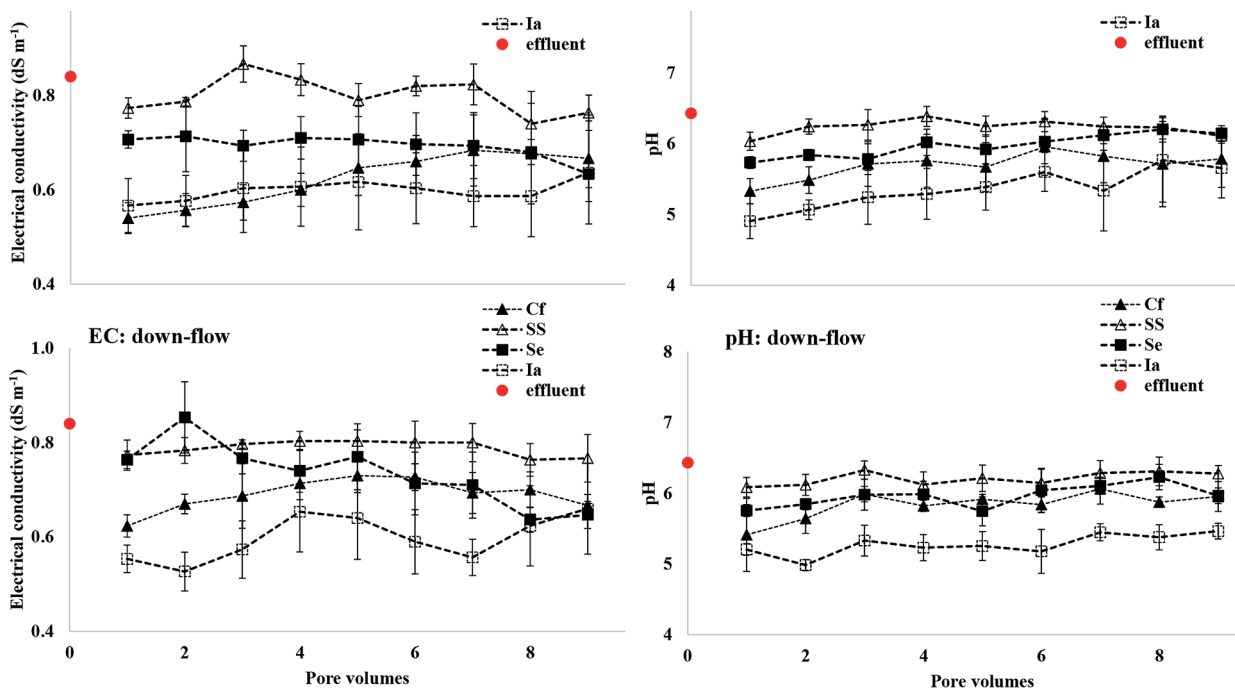 Ia
effluent
Electrical conductivity (dS m⁻¹)
0.8
0.6
0.4
Ia
effluent
pH
7
6
5
4
EC: down-flow
Cf
SS
Se
Ia
effluent
Electrical conductivity (dS m⁻¹)
1.0
0.8
0.6
0.4
0 2 4 6 8
Pore volumes
pH: down-flow
Cf
SS
Se
Ia
effluent
pH
8
7
6
5
4
0 2 4 6 8
Pore volumes